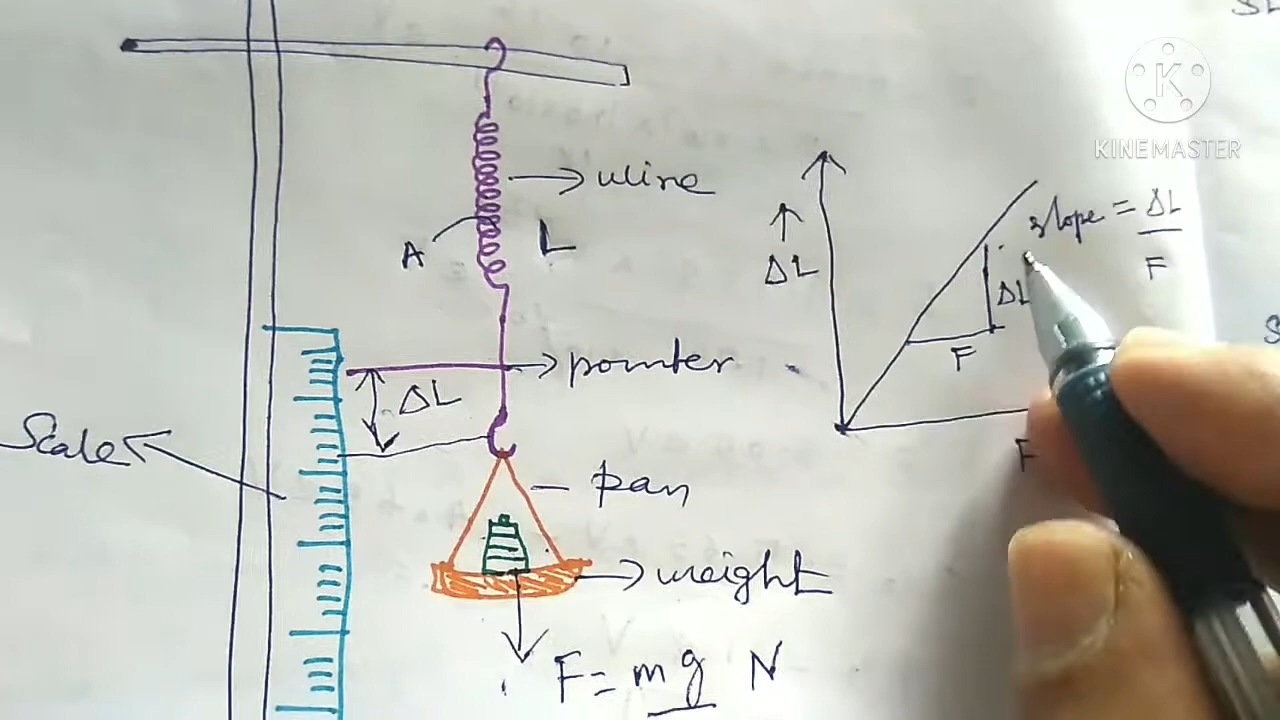 wire
A
L
pointer
ΔL
Scale
pan
weight
F = mg N
ΔL
slope = ΔL
F
ΔL
F
F
K
KINEMASTER